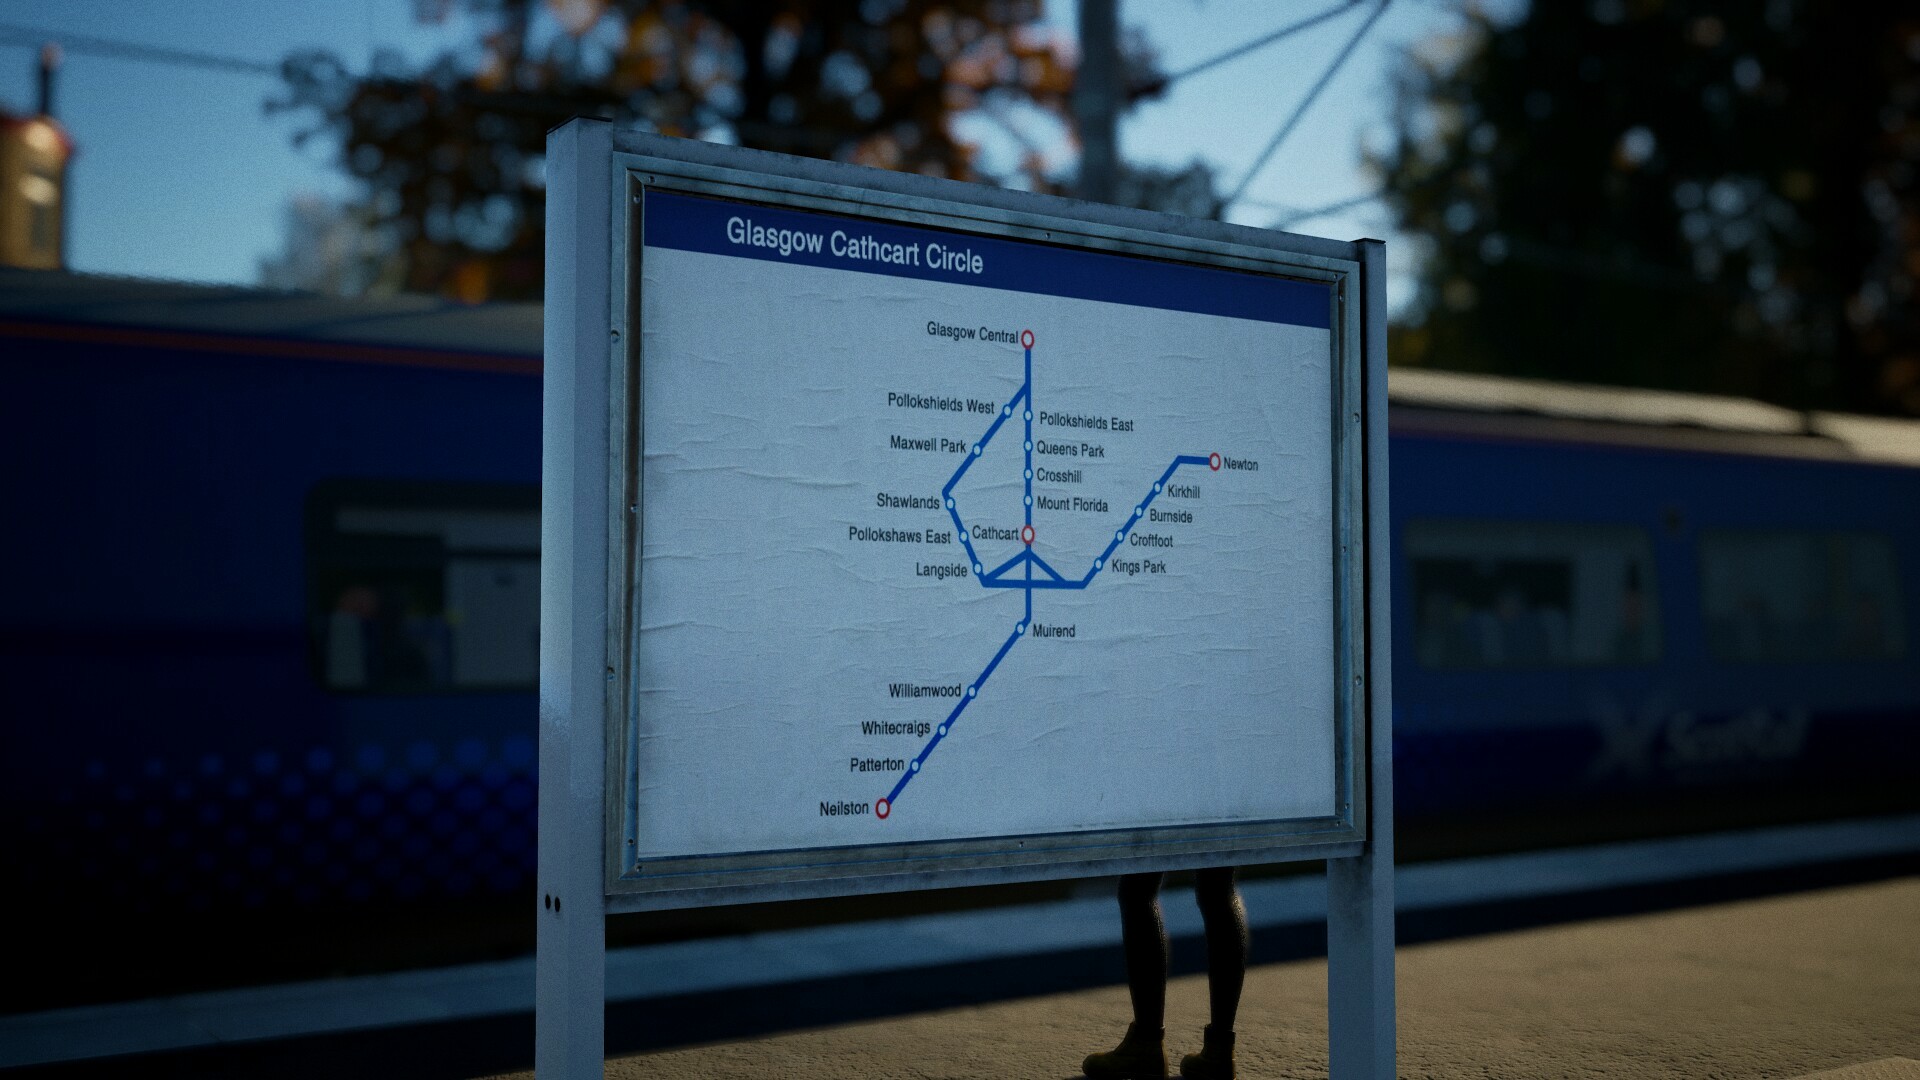 Glasgow Cathcart Circle
Glasgow Central
Pollokshields West
Pollokshields East
Maxwell Park
Queens Park
Newton
Crosshill
Kirkhill
Shawlands
Mount Florida
Burnside
Pollokshaws East
Cathcart
Croftfoot
Langside
Kings Park
Muirend
Williamwood
Whitecraigs
Patterton
Neilston
ScotRail